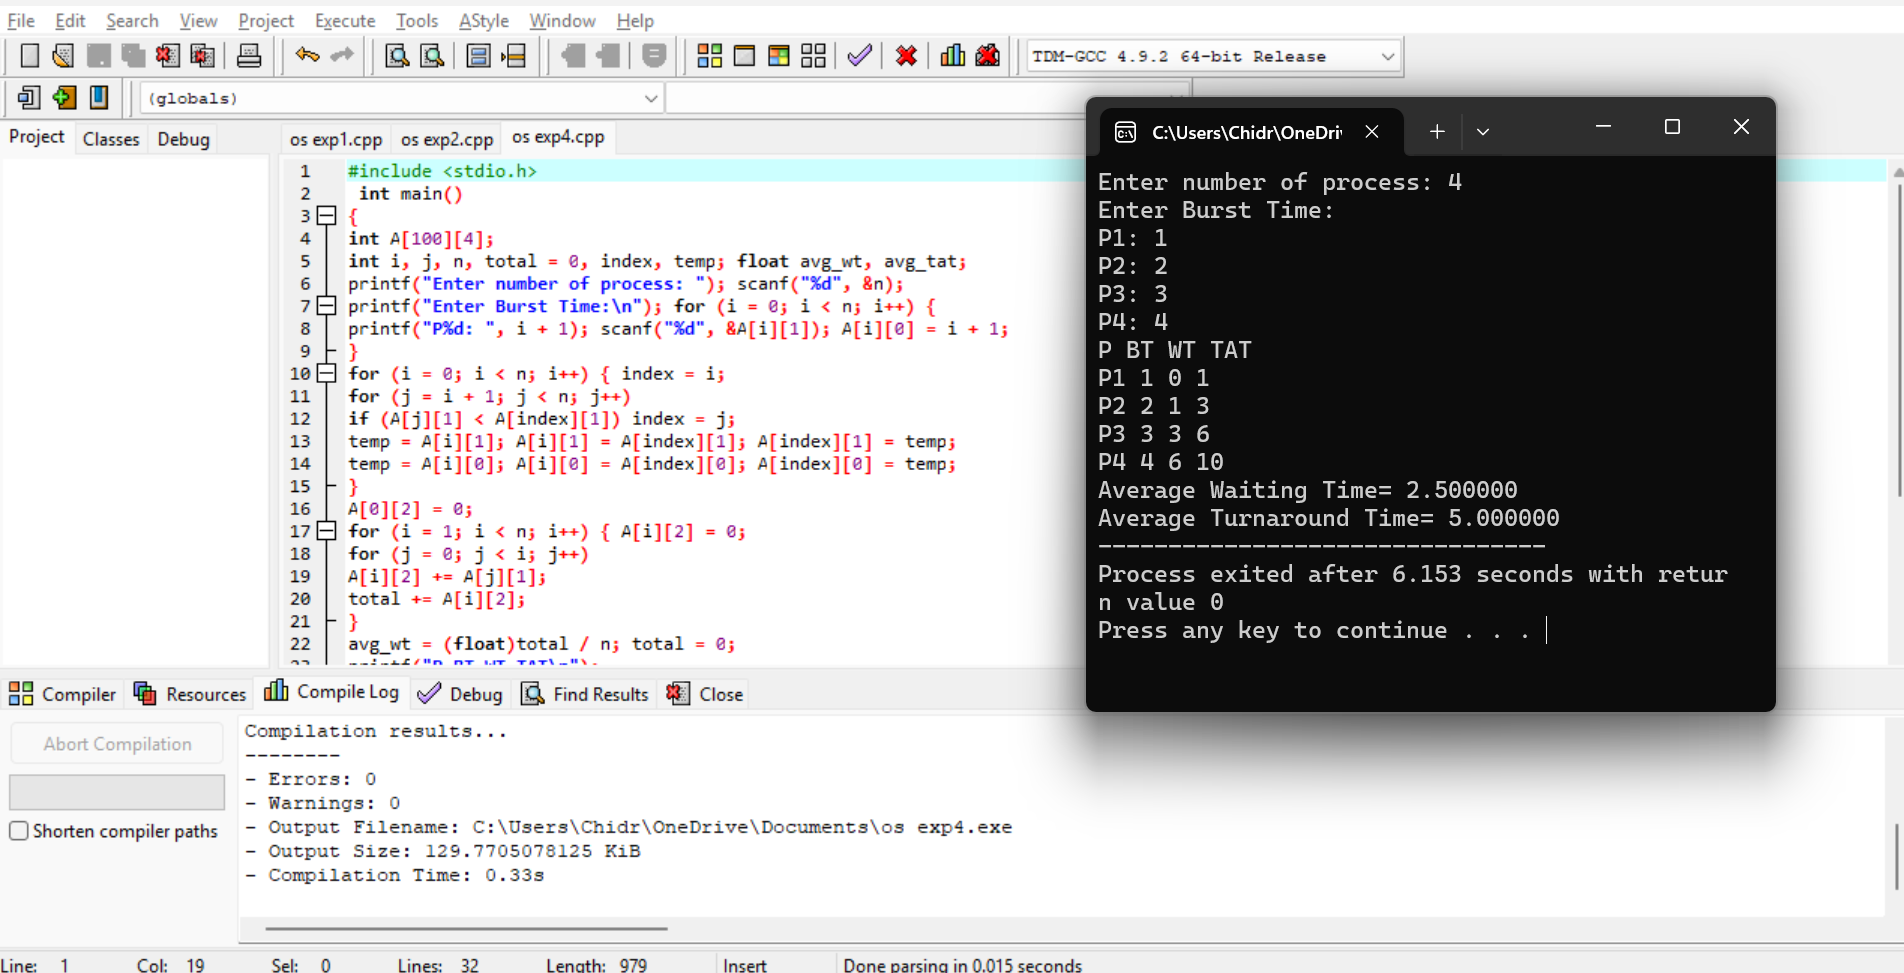 File Edit Search View Project Execute Tools AStyle Window Help
TDM-GCC 4.9.2 64-bit Release
(globals)
Project Classes Debug
os exp1.cpp os exp2.cpp os exp4.cpp
1 #include <stdio.h>
2 int main()
3 {
4 int A[100][4];
5 int i, j, n, total = 0, index, temp; float avg_wt, avg_tat;
6 printf("Enter number of process: "); scanf("%d", &n);
7 printf("Enter Burst Time:\n"); for (i = 0; i < n; i++) {
8 printf("P%d: ", i + 1); scanf("%d", &A[i][1]); A[i][0] = i + 1;
9 }
10 for (i = 0; i < n; i++) { index = i;
11 for (j = i + 1; j < n; j++)
12 if (A[j][1] < A[index][1]) index = j;
13 temp = A[i][1]; A[i][1] = A[index][1]; A[index][1] = temp;
14 temp = A[i][0]; A[i][0] = A[index][0]; A[index][0] = temp;
15 }
16 A[0][2] = 0;
17 for (i = 1; i < n; i++) { A[i][2] = 0;
18 for (j = 0; j < i; j++)
19 A[i][2] += A[j][1];
20 total += A[i][2];
21 }
22 avg_wt = (float)total / n; total = 0;
23 printf("P BT WT TAT\n");
C:\Users\Chidr\OneDri
Enter number of process: 4
Enter Burst Time:
P1: 1
P2: 2
P3: 3
P4: 4
P BT WT TAT
P1 1 0 1
P2 2 1 3
P3 3 3 6
P4 4 6 10
Average Waiting Time= 2.500000
Average Turnaround Time= 5.000000
--------------------------------
Process exited after 6.153 seconds with retur
n value 0
Press any key to continue . . .
Compiler Resources Compile Log Debug Find Results Close
Abort Compilation
Shorten compiler paths
Compilation results...
--------
- Errors: 0
- Warnings: 0
- Output Filename: C:\Users\Chidr\OneDrive\Documents\os exp4.exe
- Output Size: 129.7705078125 KiB
- Compilation Time: 0.33s
Line: 1 Col: 19 Sel: 0 Lines: 32 Length: 979 Insert Done parsing in 0.015 seconds